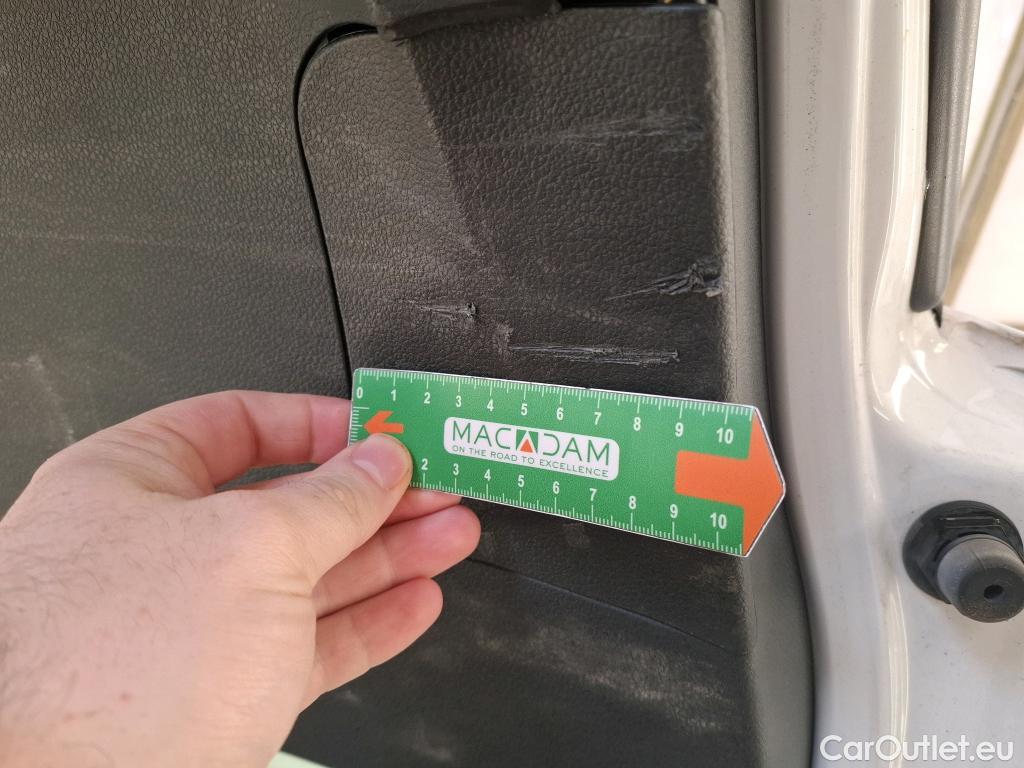 0 1 2 3 4 5 6 7 8 9 10
MACADAM
ON THE ROAD TO EXCELLENCE
2 3 4 5 6 7 8 9 10
CarOutlet.eu